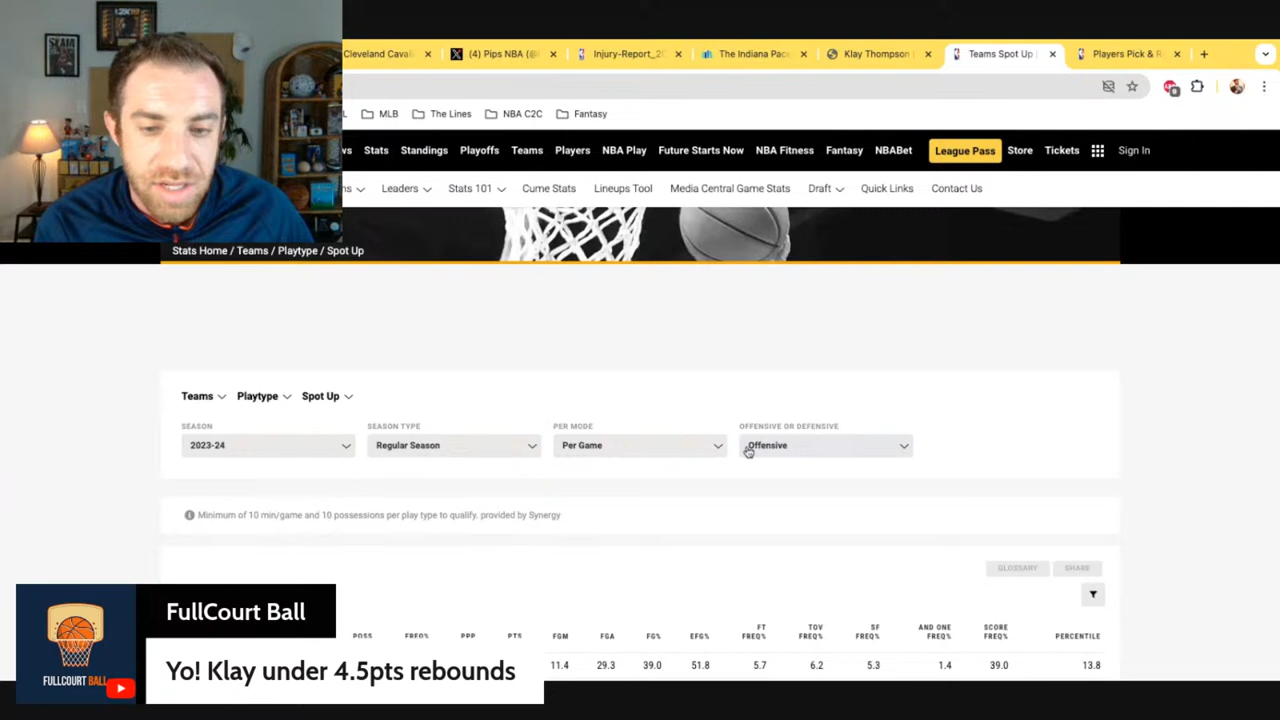 Cleveland Caval
(4) Pips NBA (@
Injury-Report_20
The Indiana Pace
Klay Thompson |
Teams Spot Up |
Players Pick & R
MLB
The Lines
NBA C2C
Fantasy
ws
Stats
Standings
Playoffs
Teams
Players
NBA Play
Future Starts Now
NBA Fitness
Fantasy
NBABet
League Pass
Store
Tickets
Sign In
ms
Leaders
Stats 101
Cume Stats
Lineups Tool
Media Central Game Stats
Draft
Quick Links
Contact Us
Stats Home / Teams / Playtype / Spot Up
Teams Playtype Spot Up
SEASON SEASON TYPE PER MODE OFFENSIVE OR DEFENSIVE
2023-24 Regular Season Per Game Offensive
Minimum of 10 min/game and 10 possessions per play type to qualify, provided by Synergy
GLOSSARY SHARE
POSS FREQ% PPP PTS FGM FGA FG% EFG% FT FREQ% TOV FREQ% SF FREQ% AND ONE FREQ% SCORE FREQ% PERCENTILE
11.4 29.3 39.0 51.8 5.7 6.2 5.3 1.4 39.0 13.8
FULLCOURT BALL
FullCourt Ball
Yo! Klay under 4.5pts rebounds